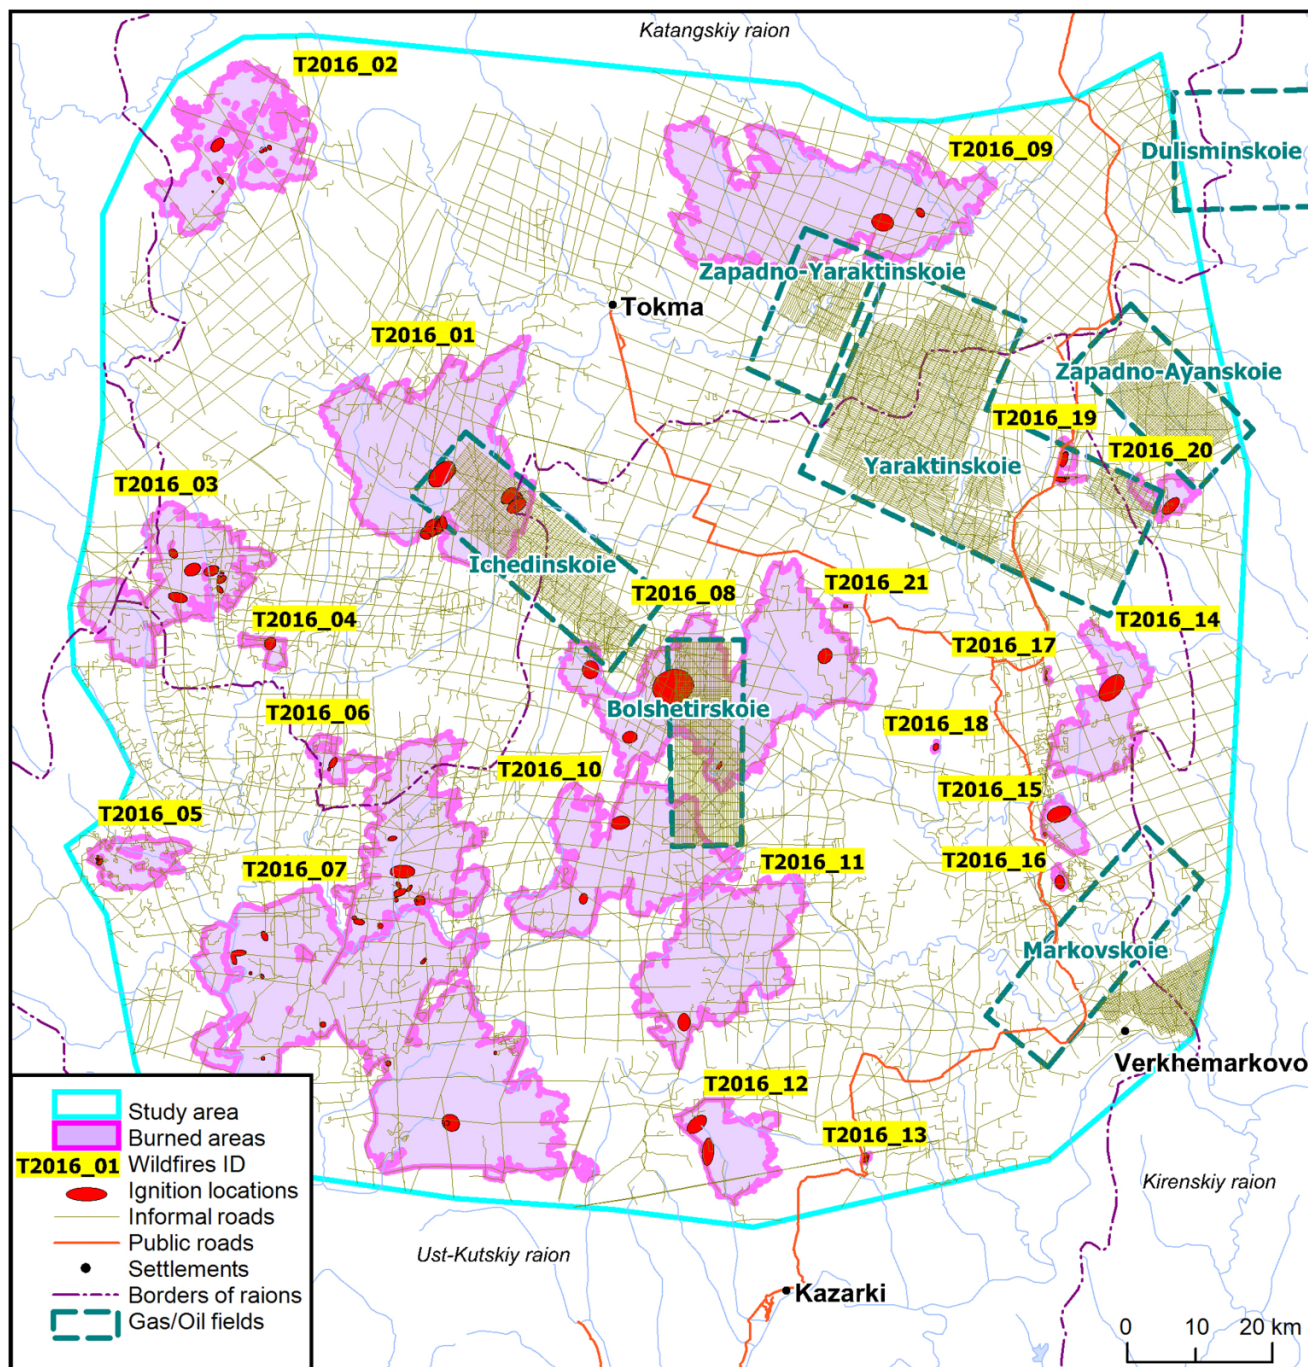 Katangskiy raion
T2016_02
T2016_09
Dulisminskoie
Zapadno-Yaraktinskoie
Tokma
T2016_01
Zapadno-Ayanskoie
T2016_19
T2016_20
Yaraktinskoie
T2016_03
Ichedinskoie
T2016_21
T2016_08
T2016_04
T2016_14
T2016_17
T2016_06
Bolshetirskoie
T2016_18
T2016_10
T2016_15
T2016_05
T2016_07
T2016_11
T2016_16
Markovskoie
Verkhemarkovo
T2016_12
T2016_13
Kirenskiy raion
Ust-Kutskiy raion
Kazarki
Study area
Burned areas
T2016_01 Wildfires ID
Ignition locations
Informal roads
Public roads
Settlements
Borders of raions
Gas/Oil fields
0 10 20 km